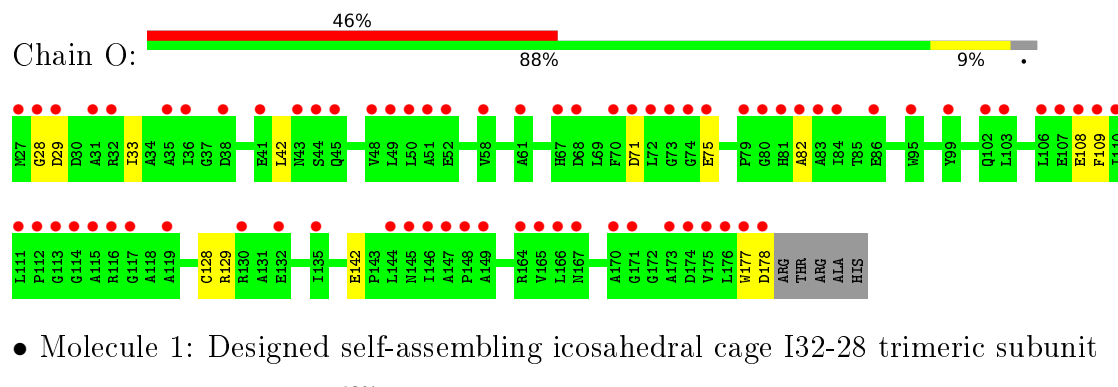 46%
Chain O:
88% 9% •
M27 G28 D29 D30 A31 R32 I33 A34 A35 I36 G37 D38 E41 I42 N43 S44 Q45 V48 L49 L50 A51 E52 V58 A61 H67 D68 L69 F70 D71 L72 G73 G74 E75 P79 G80 H81 A82 A83 I84 T85 E86 W95 Y99 Q102 L103 L106 E107 E108 F109 I110
L111 P112 G113 G114 A115 R116 G117 A118 A119 C128 R129 R130 A131 E132 I135 E142 P143 L144 N145 I146 A147 P148 A149 R164 V165 L166 N167 A170 G171 G172 A173 D174 V175 L176 W177 D178 ARG THR ARG ALA HIS
• Molecule 1: Designed self-assembling icosahedral cage I32-28 trimeric subunit